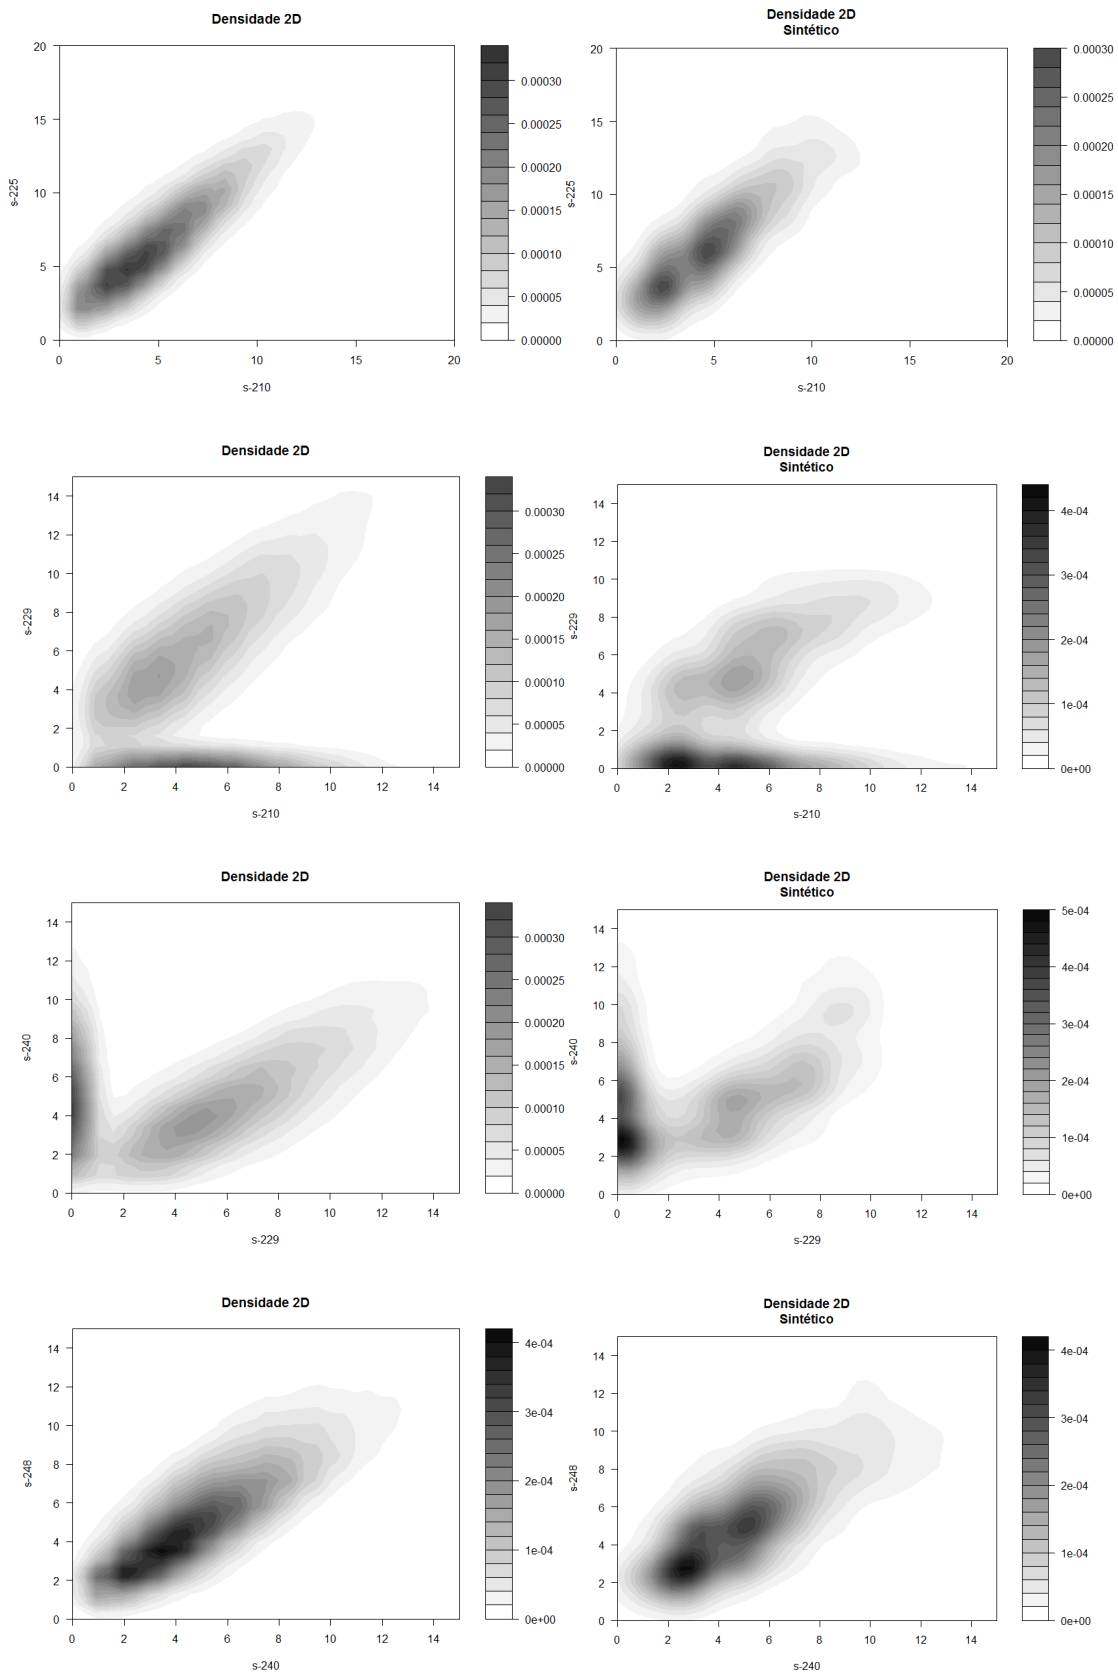 Densidade 2D
20
15
10
5
0
s-225
0 5 10 15 20
s-210
0.00030
0.00025
0.00020
0.00015
0.00010
0.00005
0.00000
Densidade 2D
Sintético
20
15
10
5
0
s-225
0 5 10 15 20
s-210
0.00030
0.00025
0.00020
0.00015
0.00010
0.00005
0.00000
Densidade 2D
14
12
10
8
6
4
2
0
s-229
0 2 4 6 8 10 12 14
s-210
0.00030
0.00025
0.00020
0.00015
0.00010
0.00005
0.00000
Densidade 2D
Sintético
14
12
10
8
6
4
2
0
s-229
0 2 4 6 8 10 12 14
s-210
4e-04
3e-04
2e-04
1e-04
0e+00
Densidade 2D
14
12
10
8
6
4
2
0
s-240
0 2 4 6 8 10 12 14
s-229
0.00030
0.00025
0.00020
0.00015
0.00010
0.00005
0.00000
Densidade 2D
Sintético
14
12
10
8
6
4
2
0
s-240
0 2 4 6 8 10 12 14
s-229
5e-04
4e-04
3e-04
2e-04
1e-04
0e+00
Densidade 2D
14
12
10
8
6
4
2
0
s-248
0 2 4 6 8 10 12 14
s-240
4e-04
3e-04
2e-04
1e-04
0e+00
Densidade 2D
Sintético
14
12
10
8
6
4
2
0
s-248
0 2 4 6 8 10 12 14
s-240
4e-04
3e-04
2e-04
1e-04
0e+00